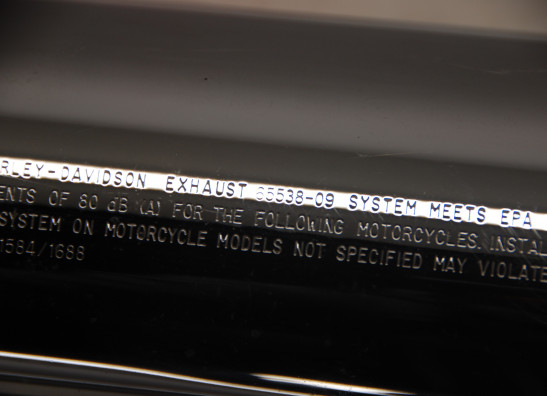 RLEY-DAVIDSON EXHAUST 65538-09 SYSTEM MEETS EPA
ENTS OF 80 dB (A) FOR THE FOLLOWING MOTORCYCLES. INSTAL
SYSTEM ON MOTORCYCLE MODELS NOT SPECIFIED MAY VIOLATE
1584/1688